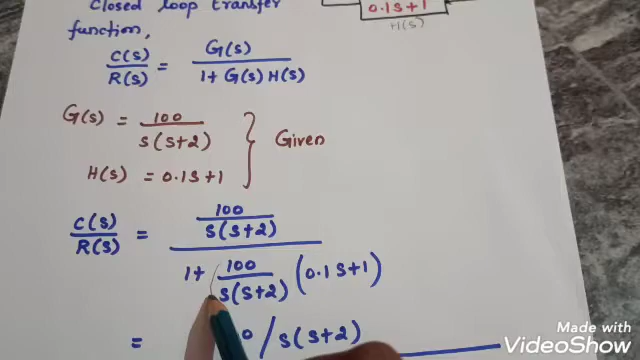 Closed loop transfer
function,
0.1S+1
H(S)
C(S)/R(S) = G(S) / 1+ G(S) H(S)
G(S) = 100 / S(S+2)
H(S) = 0.1S+1
Given
C(S)/R(S) = 100 / S(S+2)
1+ 100 / S(S+2) (0.1S+1)
= 0 / S(S+2)
Made with
VideoShow